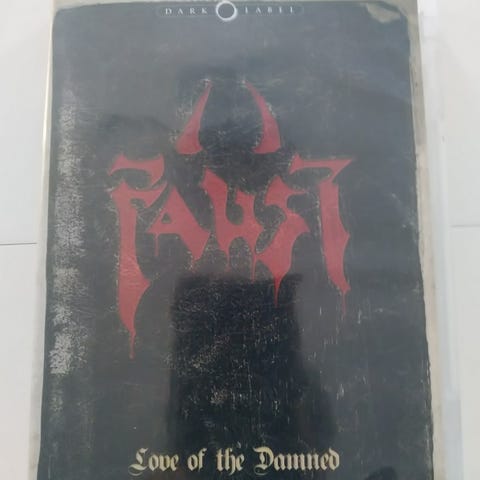 DARK LABEL
FAUST
Love of the Damned